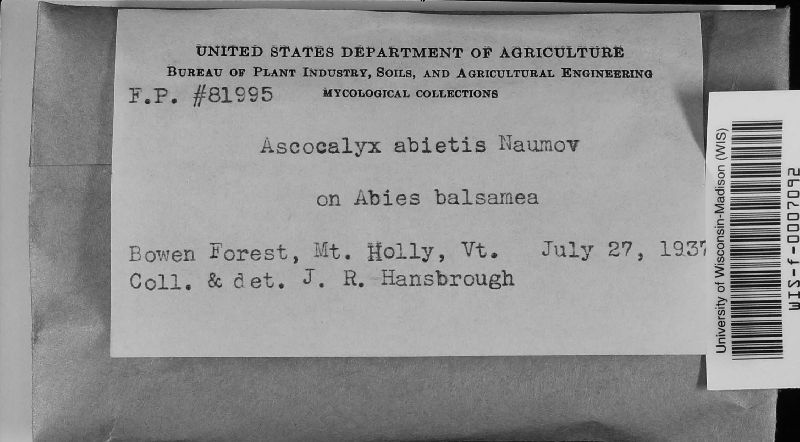 UNITED STATES DEPARTMENT OF AGRICULTURE
BUREAU OF PLANT INDUSTRY, SOILS, AND AGRICULTURAL ENGINEERING
F.P. #81995 MYCOLOGICAL COLLECTIONS
Ascocalyx abietis Naumov
on Abies balsamea
Bowen Forest, Mt. Holly, Vt. July 27, 1937
Coll. & det. J. R. Hansbrough
University of Wisconsin-Madison (WIS)
WIS-f-0007092